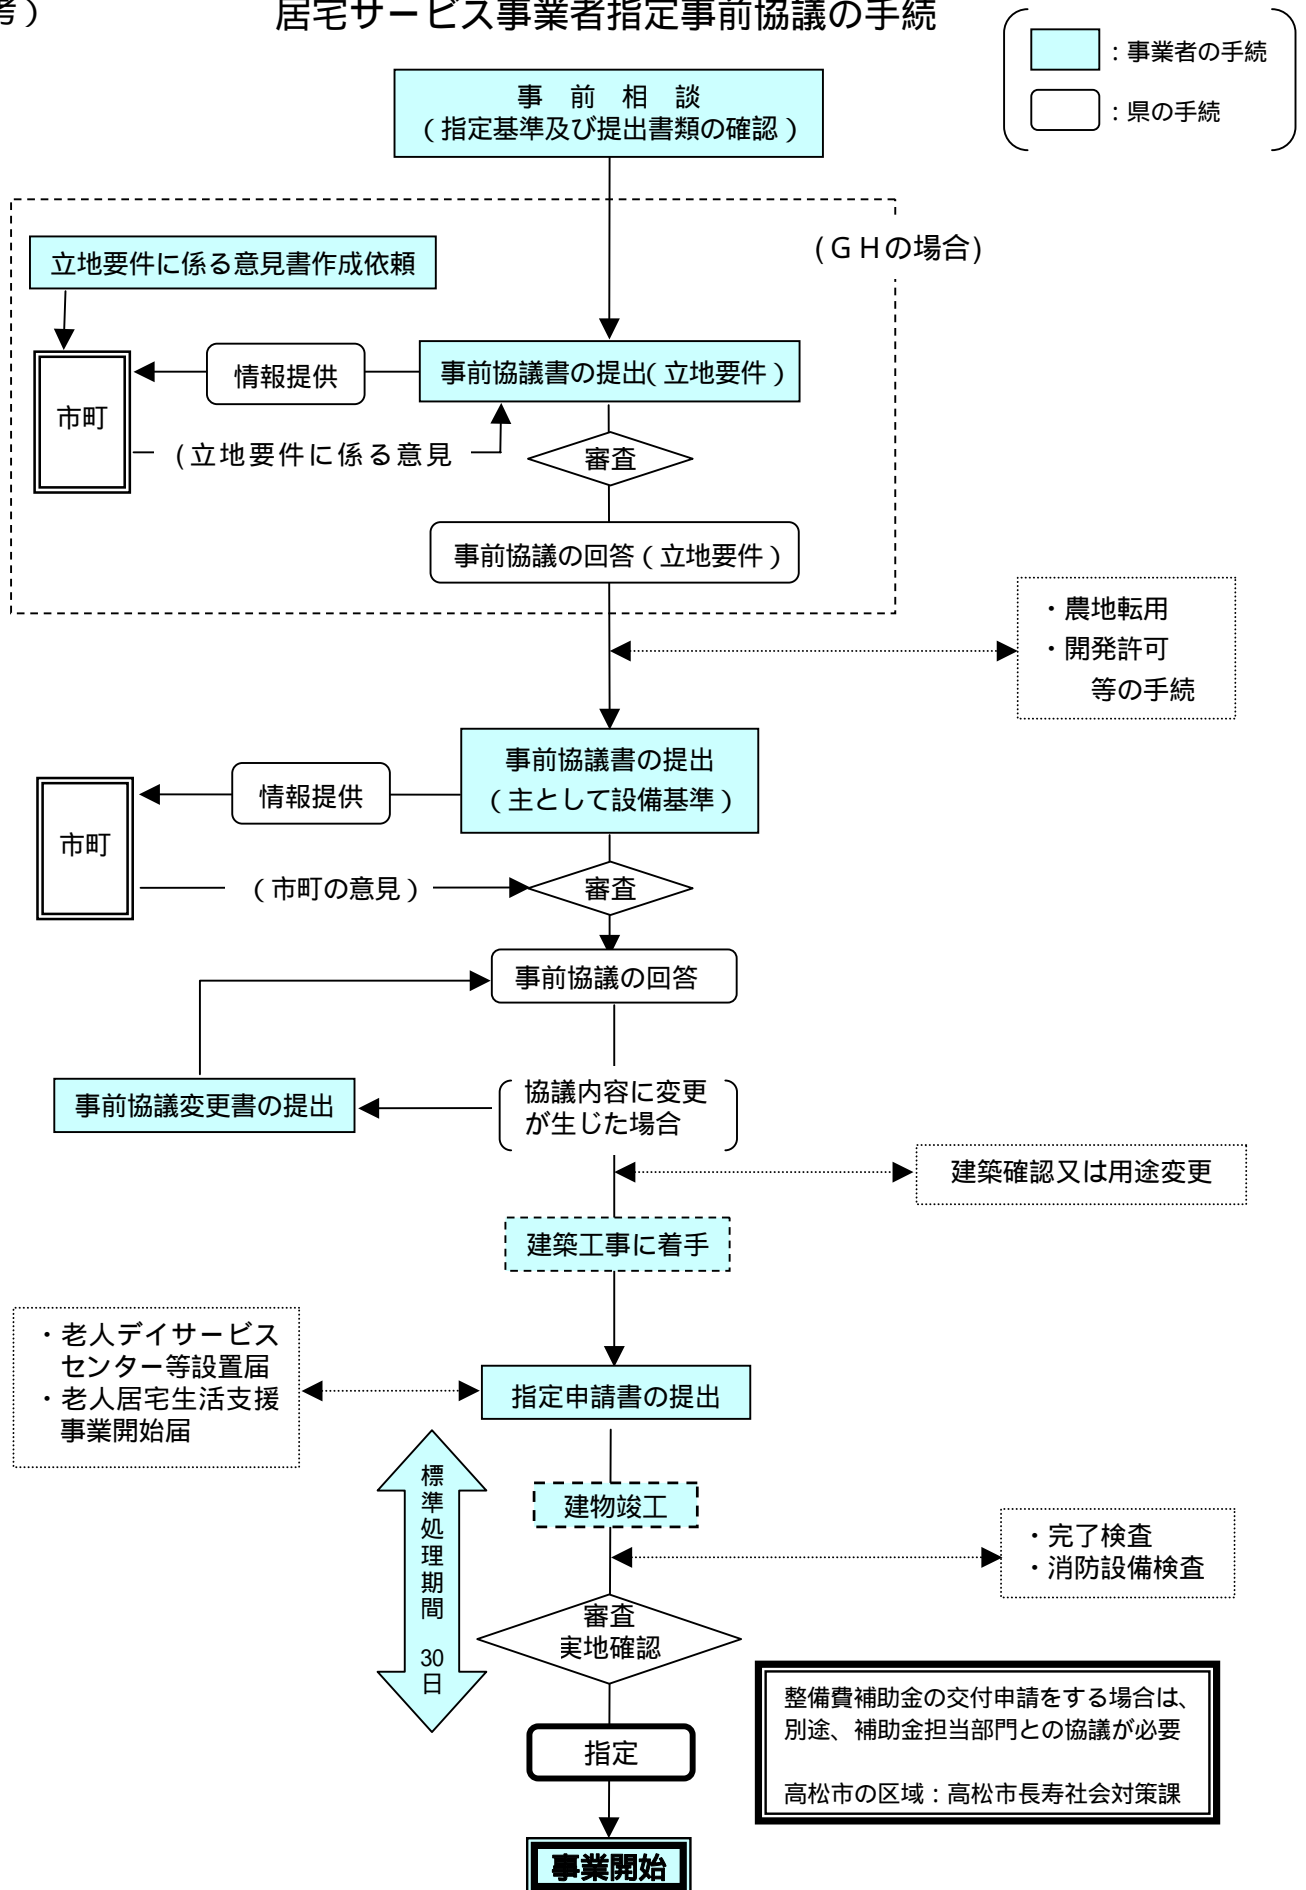 考）
居宅サービス事業者指定事前協議の手続
：事業者の手続
：県の手続
事　前　相　談
（指定基準及び提出書類の確認）
(ＧＨの場合)
立地要件に係る意見書作成依頼
市町
情報提供
事前協議書の提出(立地要件）
(立地要件に係る意見
審査
事前協議の回答（立地要件）
・農地転用
・開発許可
等の手続
事前協議書の提出
（主として設備基準）
情報提供
市町
（市町の意見）
審査
事前協議の回答
事前協議変更書の提出
協議内容に変更
が生じた場合
建築確認又は用途変更
建築工事に着手
・老人デイサービス
センター等設置届
・老人居宅生活支援
事業開始届
指定申請書の提出
標準処理期間　30日
建物竣工
・完了検査
・消防設備検査
審査
実地確認
整備費補助金の交付申請をする場合は、
別途、補助金担当部門との協議が必要
高松市の区域：高松市長寿社会対策課
指定
事業開始